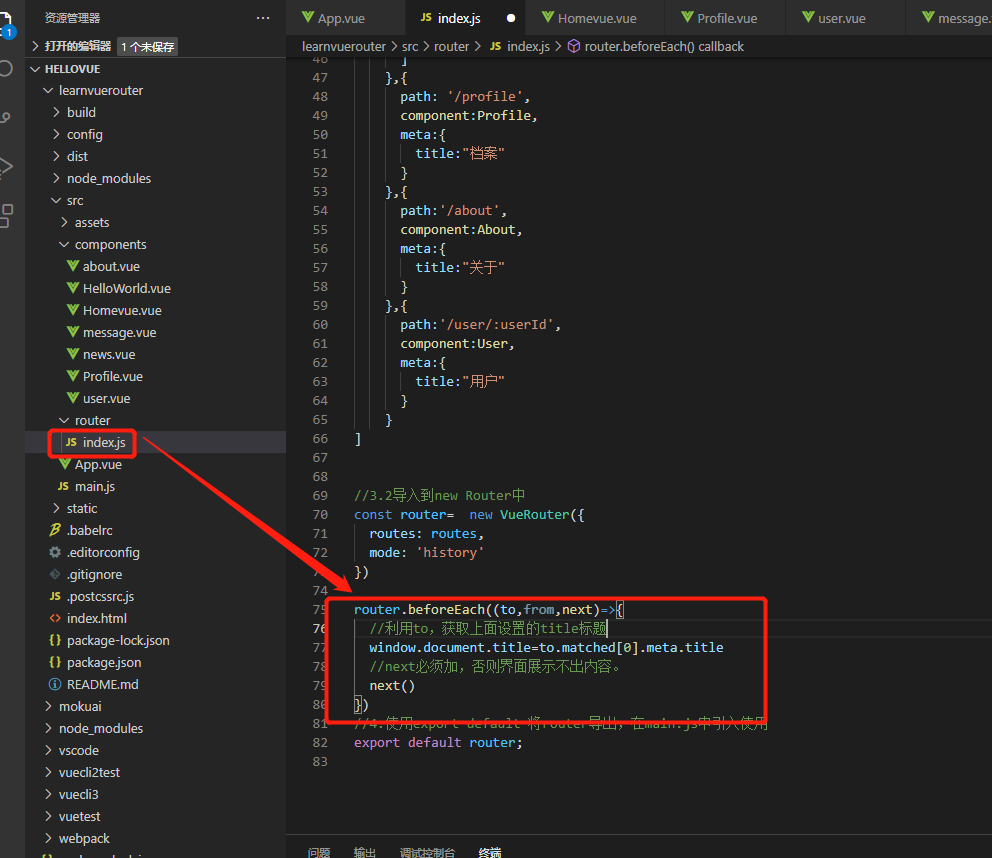 资源管理器
···
1
打开的编辑器 1 个未保存
HELLOVUE
learnvuerouter
build
config
dist
node_modules
src
assets
components
about.vue
HelloWorld.vue
Homevue.vue
message.vue
news.vue
Profile.vue
user.vue
router
JS index.js
App.vue
JS main.js
static
.babelrc
.editorconfig
.gitignore
JS .postcssrc.js
<> index.html
{} package-lock.json
{} package.json
README.md
mokuai
node_modules
vscode
vuecli2test
vuecli3
vuetest
webpack
App.vue JS index.js Homevue.vue Profile.vue user.vue message.
learnvuerouter > src > router > JS index.js > router.beforeEach() callback
46 ]
47 },{
48 path: '/profile',
49 component:Profile,
50 meta:{
51 title:"档案"
52 }
53 },{
54 path:'/about',
55 component:About,
56 meta:{
57 title:"关于"
58 }
59 },{
60 path:'/user/:userId',
61 component:User,
62 meta:{
63 title:"用户"
64 }
65 }
66 ]
67
68
69 //3.2导入到new Router中
70 const router=  new VueRouter({
71 routes: routes,
72 mode: 'history'
})
74
75 router.beforeEach((to,from,next)=>{
76 //利用to，获取上面设置的title标题
77 window.document.title=to.matched[0].meta.title
78 //next必须加，否则界面展示不出内容。
79 next()
80 })
81 //4.使用export default 将router导出，在main.js中引入使用
82 export default router;
83
问题 输出 调试控制台 终端